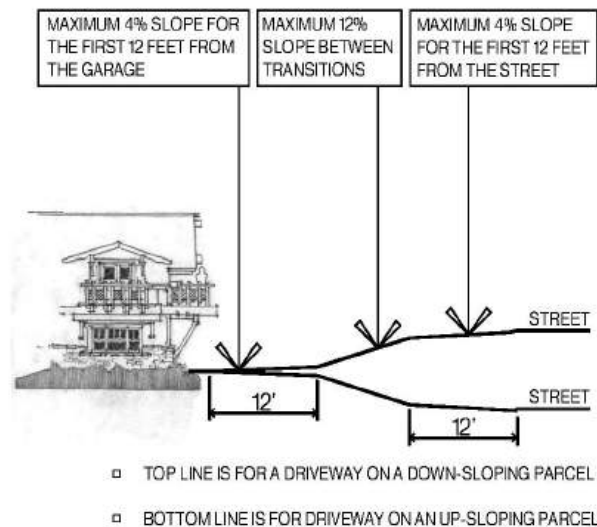 MAXIMUM 4% SLOPE FOR
THE FIRST 12 FEET FROM
THE GARAGE
MAXIMUM 12%
SLOPE BETWEEN
TRANSITIONS
MAXIMUM 4% SLOPE
FOR THE FIRST 12 FEET
FROM THE STREET
STREET
STREET
12'
12'
TOP LINE IS FOR A DRIVEWAY ON A DOWN-SLOPING PARCEL
BOTTOM LINE IS FOR DRIVEWAY ON AN UP-SLOPING PARCEL